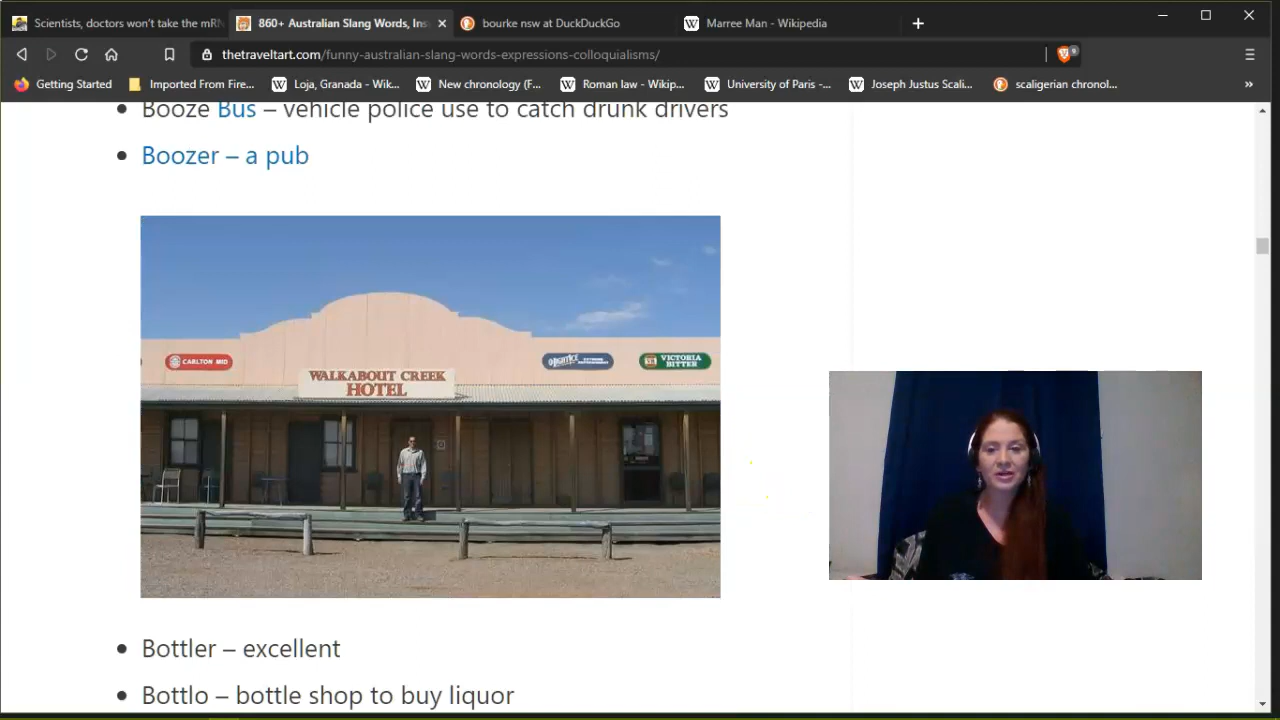 Scientists, doctors won't take the mRN
860+ Australian Slang Words, Ins
bourke nsw at DuckDuckGo
Marree Man - Wikipedia
thetraveltart.com/funny-australian-slang-words-expressions-colloquialisms/
Getting Started
Imported From Fire...
Loja, Granada - Wik...
New chronology (F...
Roman law - Wikip...
University of Paris -...
Joseph Justus Scali...
scaligerian chronol...
Booze Bus – vehicle police use to catch drunk drivers
Boozer – a pub
CARLTON MID
VICTORIA
BITTER
WALKABOUT CREEK
HOTEL
Bottler – excellent
Bottlo – bottle shop to buy liquor